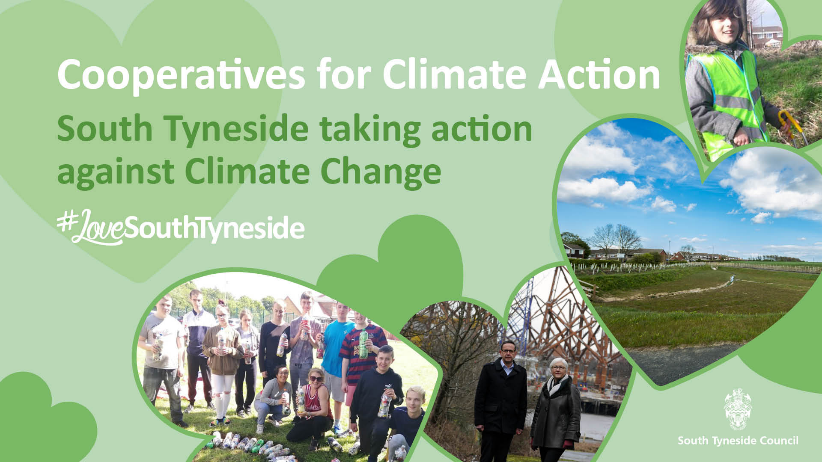 Cooperatives for Climate Action
South Tyneside taking action
against Climate Change
#LoveSouthTyneside
South Tyneside Council